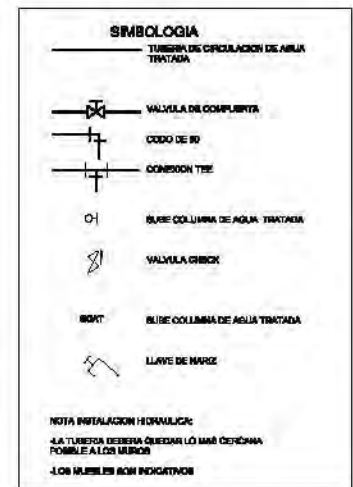 SIMBOLOGIA
TUBERIA DE CIRCULACION DE AGUA
TRATADA
VALVULA DE COMPUERTA
CODO DE 90
CONEXION TEE
SUBE COLUMNA DE AGUA TRATADA
VALVULA CHECK
SCAT
SUBE COLUMNA DE AGUA TRATADA
LLAVE DE NARIZ
NOTA INSTALACION HIDRAULICA:
-LA TUBERIA DEBERA QUEDAR LO MAS CERCANA
POSIBLE A LOS MUROS
-LOS MUEBLES SON INDICATIVOS